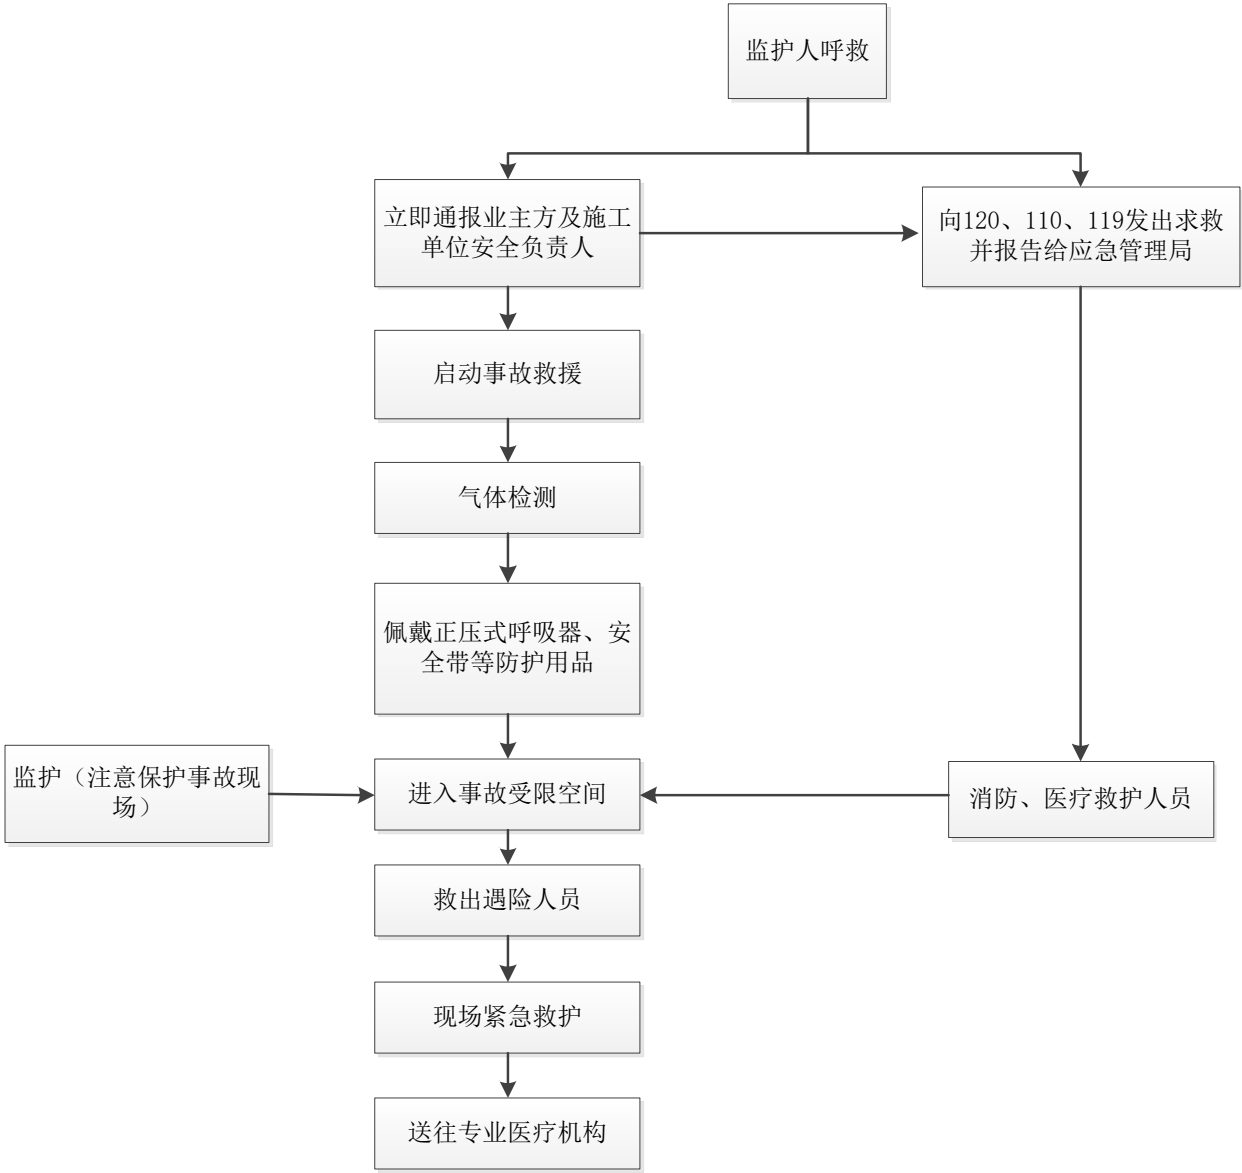 监护人呼救
立即通报业主方及施工
单位安全负责人
向120、110、119发出求救
并报告给应急管理局
启动事故救援
气体检测
佩戴正压式呼吸器、安
全带等防护用品
监护（注意保护事故现
场）
进入事故受限空间
消防、医疗救护人员
救出遇险人员
现场紧急救护
送往专业医疗机构